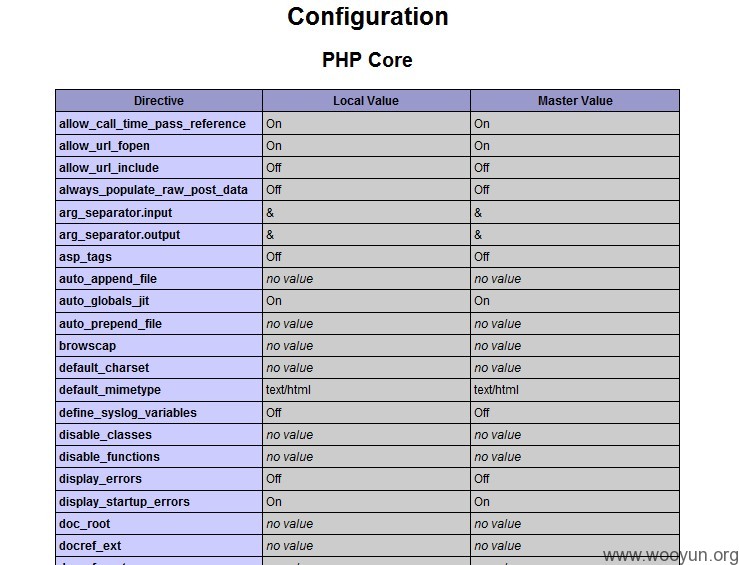 Configuration
PHP Core
Directive Local Value Master Value
allow_call_time_pass_reference On On
allow_url_fopen On On
allow_url_include Off Off
always_populate_raw_post_data Off Off
arg_separator.input & &
arg_separator.output & &
asp_tags Off Off
auto_append_file no value no value
auto_globals_jit On On
auto_prepend_file no value no value
browscap no value no value
default_charset no value no value
default_mimetype text/html text/html
define_syslog_variables Off Off
disable_classes no value no value
disable_functions no value no value
display_errors Off Off
display_startup_errors On On
doc_root no value no value
docref_ext no value no value
www.wooyun.org